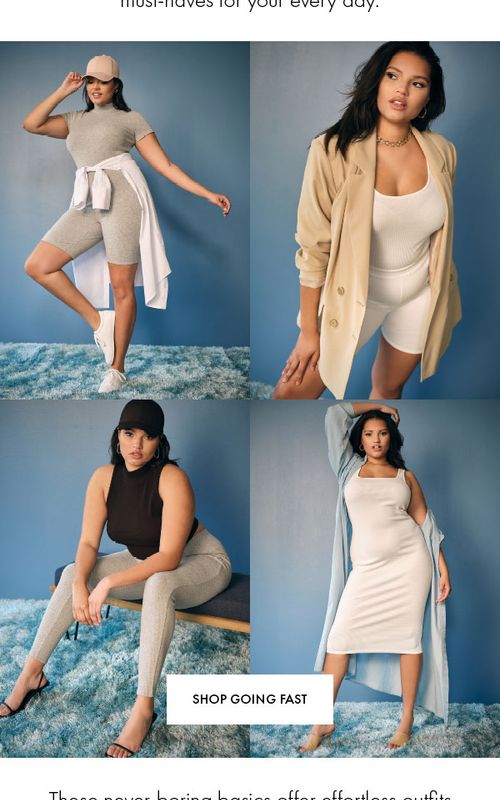 must-haves for your every day.
SHOP GOING FAST
These never-boring basics offer effortless outfits